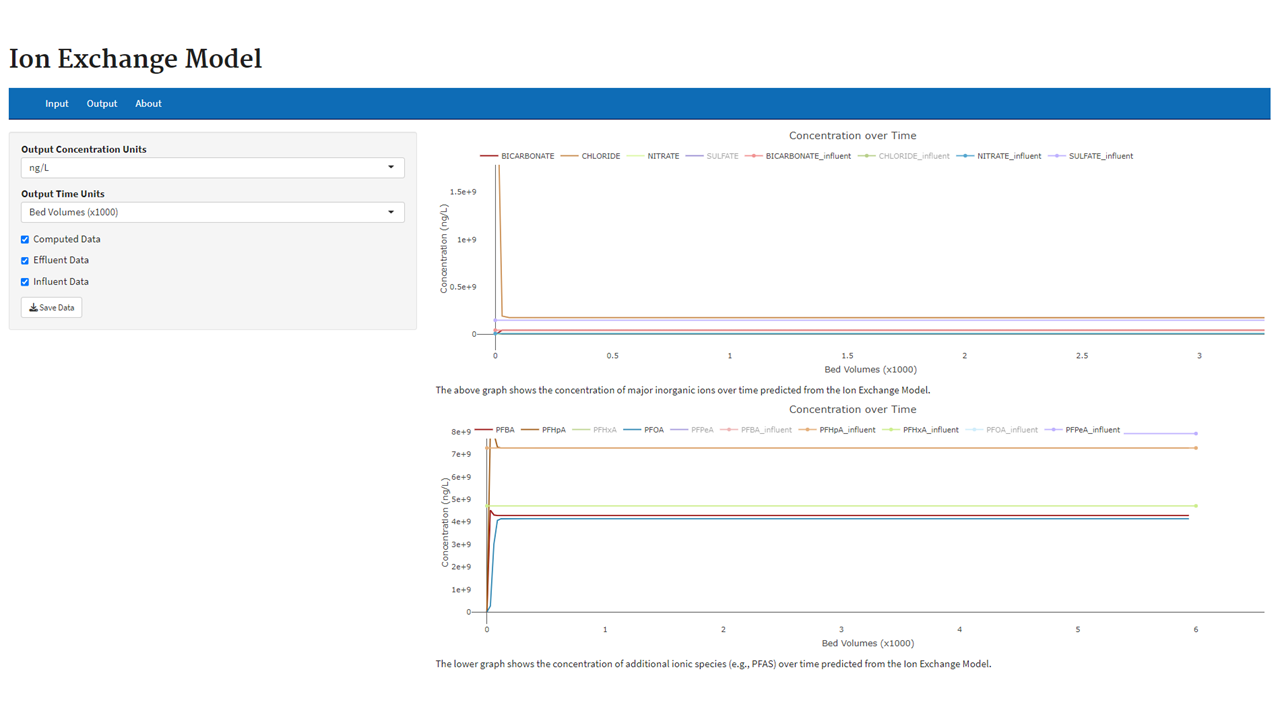 Ion Exchange Model
Input Output About
Output Concentration Units
ng/L
Output Time Units
Bed Volumes (x1000)
Computed Data
Effluent Data
Influent Data
Save Data
Concentration over Time
BICARBONATE CHLORIDE NITRATE SULFATE BICARBONATE_influent CHLORIDE_influent NITRATE_influent SULFATE_influent
Concentration (ng/L)
1.5e+9
1e+9
0.5e+9
0
0 0.5 1 1.5 2 2.5 3
Bed Volumes (x1000)
The above graph shows the concentration of major inorganic ions over time predicted from the Ion Exchange Model.
Concentration over Time
PFBA PFHpA PFHxA PFOA PFPeA PFBA_influent PFHpA_influent PFHxA_influent PFOA_influent PFPeA_influent
Concentration (ng/L)
8e+9
7e+9
6e+9
5e+9
4e+9
3e+9
2e+9
1e+9
0
0 1 2 3 4 5 6
Bed Volumes (x1000)
The lower graph shows the concentration of additional ionic species (e.g., PFAS) over time predicted from the Ion Exchange Model.